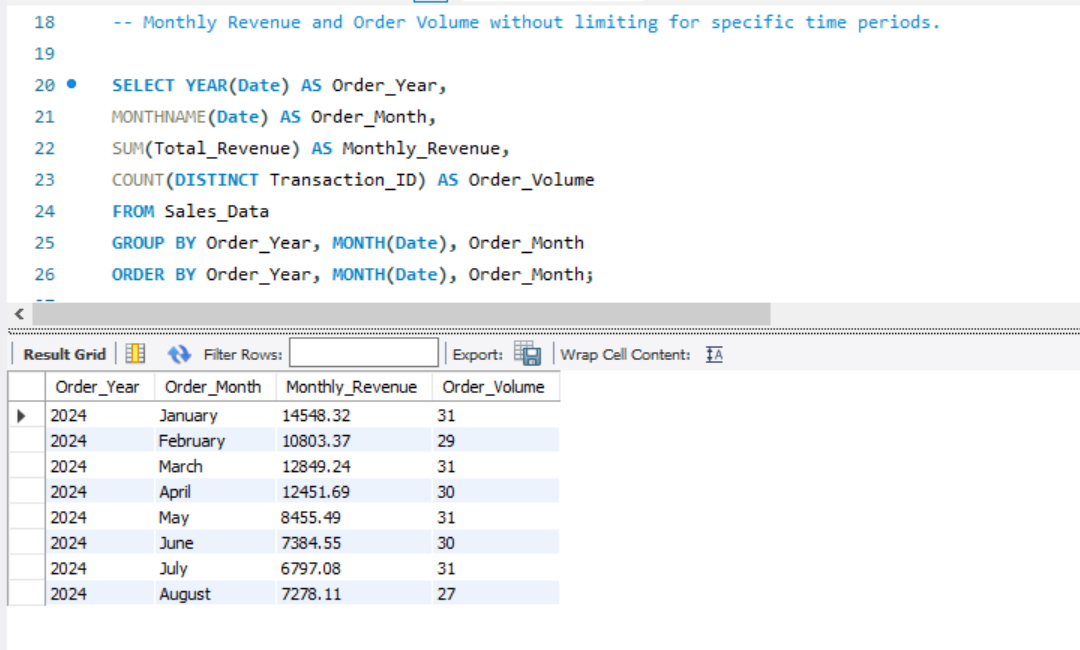 18 -- Monthly Revenue and Order Volume without limiting for specific time periods.
19
20 SELECT YEAR(Date) AS Order_Year,
21 MONTHNAME(Date) AS Order_Month,
22 SUM(Total_Revenue) AS Monthly_Revenue,
23 COUNT(DISTINCT Transaction_ID) AS Order_Volume
24 FROM Sales_Data
25 GROUP BY Order_Year, MONTH(Date), Order_Month
26 ORDER BY Order_Year, MONTH(Date), Order_Month;
Result Grid Filter Rows: Export: Wrap Cell Content: IA
Order_Year Order_Month Monthly_Revenue Order_Volume
2024 January 14548.32 31
2024 February 10803.37 29
2024 March 12849.24 31
2024 April 12451.69 30
2024 May 8455.49 31
2024 June 7384.55 30
2024 July 6797.08 31
2024 August 7278.11 27